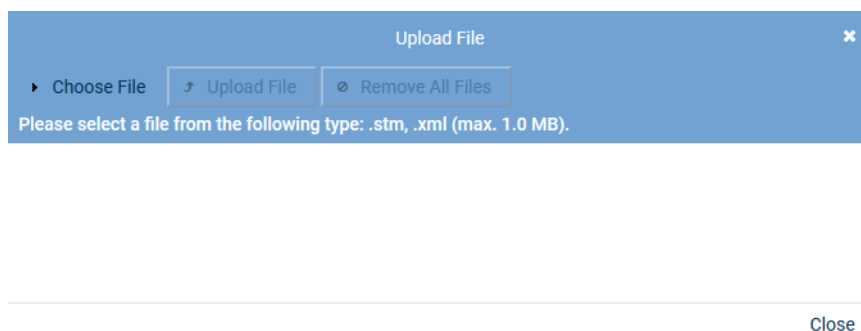 Upload File
Choose File Upload File Remove All Files
Please select a file from the following type: .stm, .xml (max. 1.0 MB).
Close